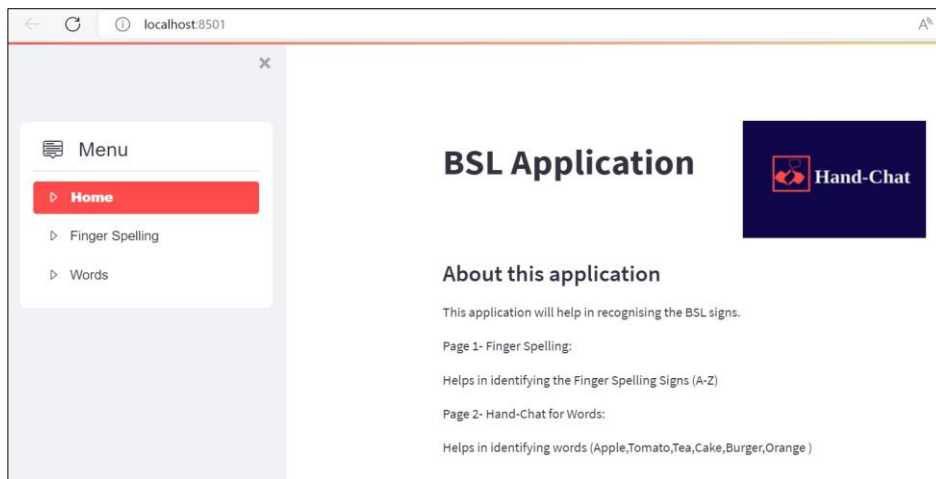 localhost:8501
Menu
Home
Finger Spelling
Words
BSL Application
Hand-Chat
About this application
This application will help in recognising the BSL signs.
Page 1- Finger Spelling:
Helps in identifying the Finger Spelling Signs (A-Z)
Page 2- Hand-Chat for Words:
Helps in identifying words (Apple,Tomato,Tea,Cake,Burger,Orange )